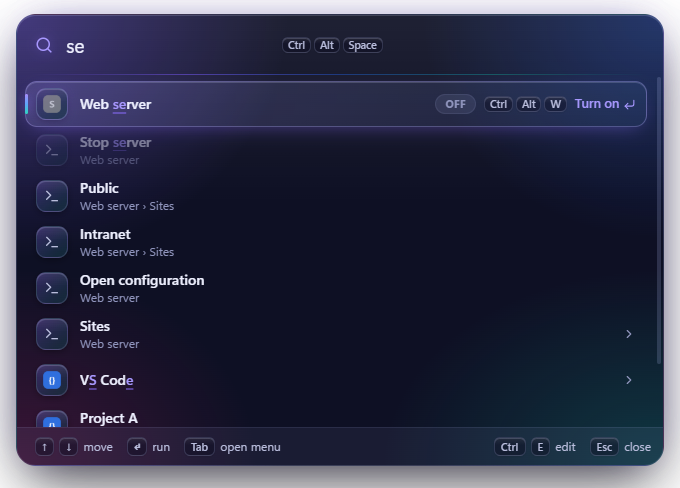 se Ctrl Alt Space
S Web server OFF Ctrl Alt W Turn on
>_ Stop server
Web server
>_ Public
Web server › Sites
>_ Intranet
Web server › Sites
>_ Open configuration
Web server
>_ Sites
Web server
{} VS Code
{} Project A
↑ ↓ move ↵ run Tab open menu Ctrl E edit Esc close